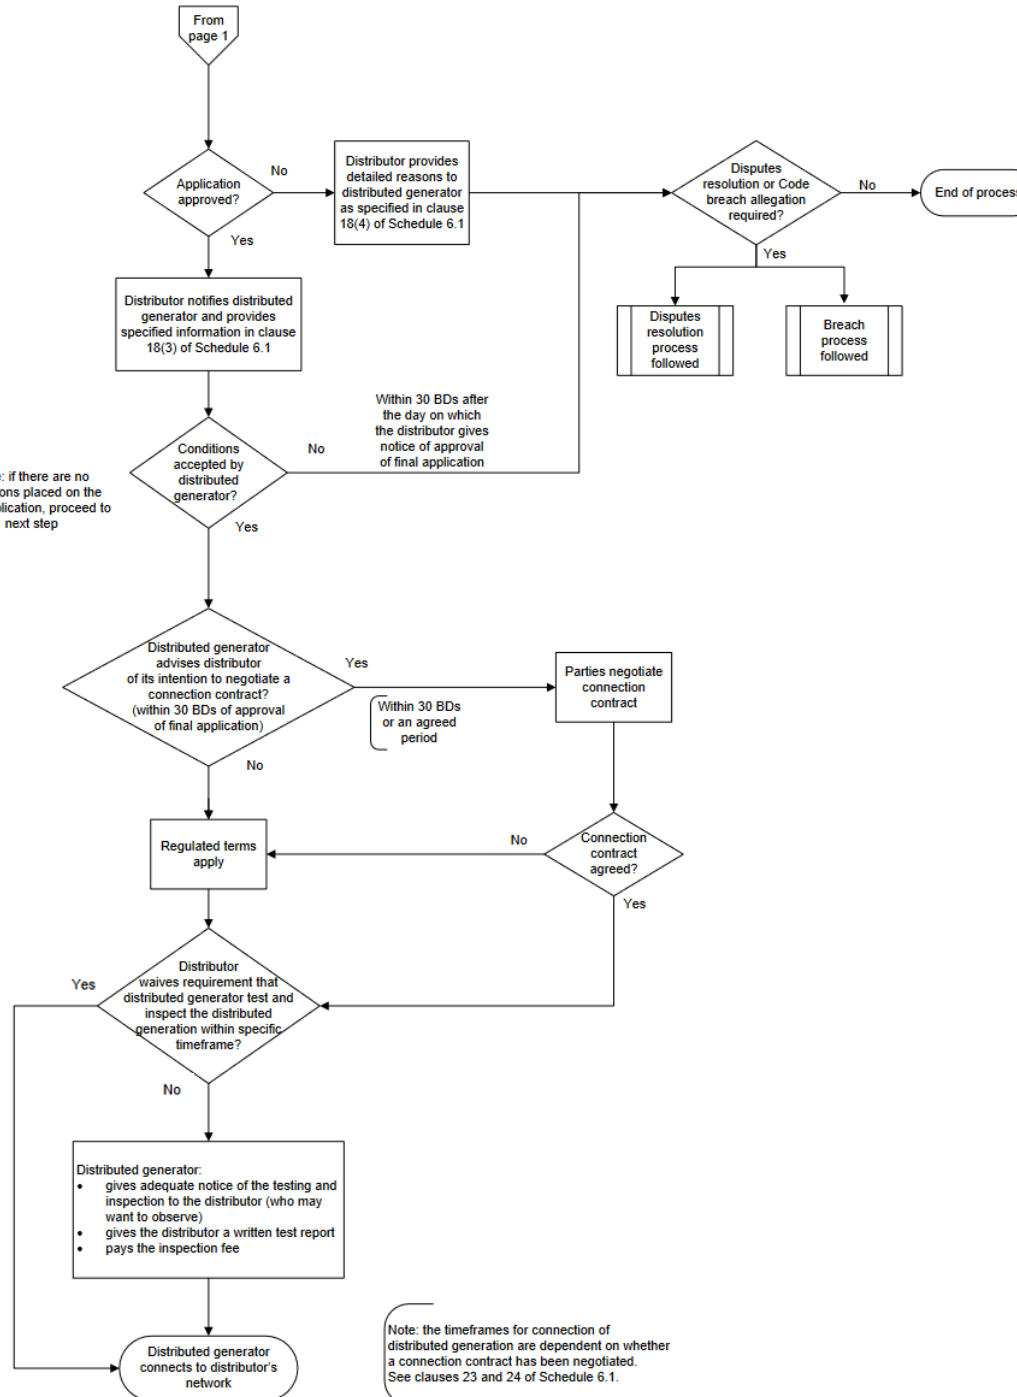 From
page 1
Application
approved?
No
Yes
Distributor provides
detailed reasons to
distributed generator
as specified in clause
18(4) of Schedule 6.1
Disputes
resolution or Code
breach allegation
required?
No
Yes
End of process
Disputes
resolution
process
followed
Breach
process
followed
Distributor notifies distributed
generator and provides
specified information in clause
18(3) of Schedule 6.1
Within 30 BDs after
the day on which
the distributor gives
notice of approval
of final application
Conditions
accepted by
distributed
generator?
No
Yes
: if there are no
placed on the
proceed to
next step
Distributed generator
advises distributor
of its intention to negotiate a
connection contract?
(within 30 BDs of approval
of final application)
Yes
No
Within 30 BDs
or an agreed
period
Parties negotiate
connection
contract
Regulated terms
apply
No
Connection
contract
agreed?
Yes
Distributor
waives requirement that
distributed generator test and
inspect the distributed
generation within specific
timeframe?
Yes
No
Distributed generator:
• gives adequate notice of the testing and
inspection to the distributor (who may
want to observe)
• gives the distributor a written test report
• pays the inspection fee
Distributed generator
connects to distributor's
network
Note: the timeframes for connection of
distributed generation are dependent on whether
a connection contract has been negotiated.
See clauses 23 and 24 of Schedule 6.1.